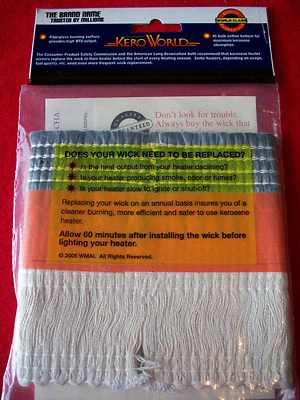 THE BRAND NAME
TRUSTED BY MILLIONS
WORLD CLASS
Fiberglass burning surface
provides high BTU output.
KERO WORLD
Hi bulk cotton bottom for
maximum kerosene
absorption.
The Consumer Product Safety Commission and the American Lung Association both recommend that kerosene heater
owners replace the wick in their heater before the start of every heating season. Some heaters, depending on usage,
fuel quality, etc, need even more frequent wick replacement.
QUALITY
GUARANTEED
Don't look for trouble.
Always buy the wick that
DOES YOUR WICK NEED TO BE REPLACED?
Is the heat output from your heater declining?
Is your heater producing smoke, odor or fumes?
Is your heater slow to ignite or shut-off?
Replacing your wick on an annual basis insures you of a
cleaner burning, more efficient and safer to use kerosene
heater.
Allow 60 minutes after installing the wick before
lighting your heater.
© 2005 WMAL All Rights Reserved.